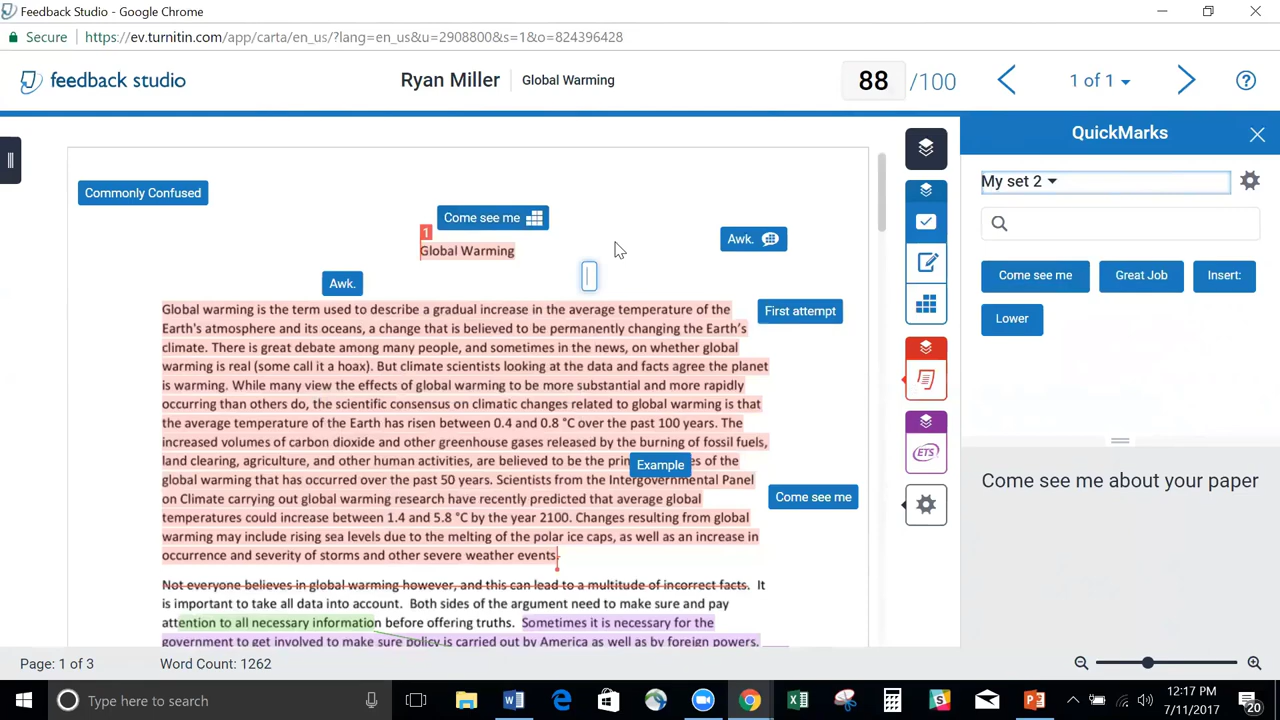 Feedback Studio - Google Chrome
Secure https://ev.turnitin.com/app/carta/en_us/?lang=en_us&u=2908800&s=1&o=824396428
feedback studio
Ryan Miller
Global Warming
88 /100
1 of 1
Commonly Confused
Come see me
1
Global Warming
Awk.
Awk.
Global warming is the term used to describe a gradual increase in the average temperature of the
First attempt
Earth's atmosphere and its oceans, a change that is believed to be permanently changing the Earth's
climate. There is great debate among many people, and sometimes in the news, on whether global
warming is real (some call it a hoax). But climate scientists looking at the data and facts agree the planet
is warming. While many view the effects of global warming to be more substantial and more rapidly
occurring than others do, the scientific consensus on climatic changes related to global warming is that
the average temperature of the Earth has risen between 0.4 and 0.8 °C over the past 100 years. The
increased volumes of carbon dioxide and other greenhouse gases released by the burning of fossil fuels,
land clearing, agriculture, and other human activities, are believed to be the prim es of the
Example
global warming that has occurred over the past 50 years. Scientists from the Intergovernmental Panel
on Climate carrying out global warming research have recently predicted that average global
Come see me
temperatures could increase between 1.4 and 5.8 °C by the year 2100. Changes resulting from global
warming may include rising sea levels due to the melting of the polar ice caps, as well as an increase in
occurrence and severity of storms and other severe weather events.
Not everyone believes in global warming however, and this can lead to a multitude of incorrect facts. It
is important to take all data into account. Both sides of the argument need to make sure and pay
attention to all necessary information before offering truths. Sometimes it is necessary for the
government to get involved to make sure policy is carried out by America as well as by foreign powers.
ETS
QuickMarks
My set 2
Come see me
Great Job
Insert:
Lower
Come see me about your paper
Page: 1 of 3
Word Count: 1262
Type here to search
12:17 PM
7/11/2017
20